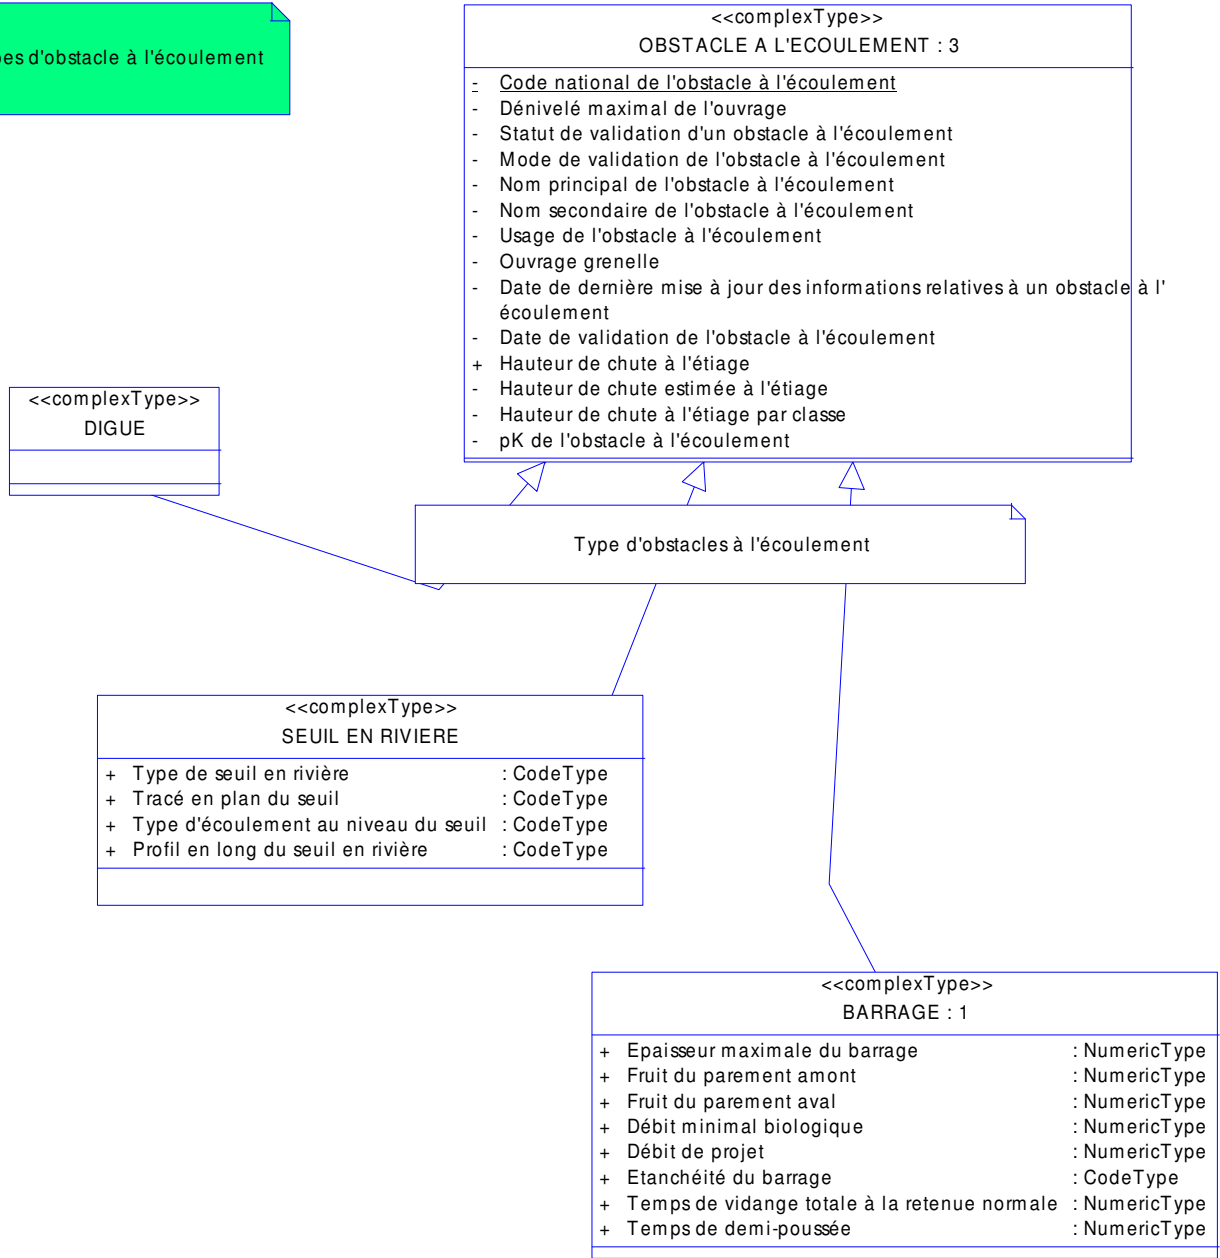 d'obstacle à l'écoulement
<<complexType>>
OBSTACLE A L'ECOULEMENT : 3
- Code national de l'obstacle à l'écoulement
- Dénivelé maximal de l'ouvrage
- Statut de validation d'un obstacle à l'écoulement
- Mode de validation de l'obstacle à l'écoulement
- Nom principal de l'obstacle à l'écoulement
- Nom secondaire de l'obstacle à l'écoulement
- Usage de l'obstacle à l'écoulement
- Ouvrage grenelle
- Date de dernière mise à jour des informations relatives à un obstacle à l'
écoulement
- Date de validation de l'obstacle à l'écoulement
+ Hauteur de chute à l'étiage
- Hauteur de chute estimée à l'étiage
- Hauteur de chute à l'étiage par classe
- pK de l'obstacle à l'écoulement
<<complexType>>
DIGUE
Type d'obstacles à l'écoulement
<<complexType>>
SEUIL EN RIVIERE
+ Type de seuil en rivière : CodeType
+ Tracé en plan du seuil : CodeType
+ Type d'écoulement au niveau du seuil : CodeType
+ Profil en long du seuil en rivière : CodeType
<<complexType>>
BARRAGE : 1
+ Epaisseur maximale du barrage : NumericType
+ Fruit du parement amont : NumericType
+ Fruit du parement aval : NumericType
+ Débit minimal biologique : NumericType
+ Débit de projet : NumericType
+ Etanchéité du barrage : CodeType
+ Temps de vidange totale à la retenue normale : NumericType
+ Temps de demi-poussée : NumericType